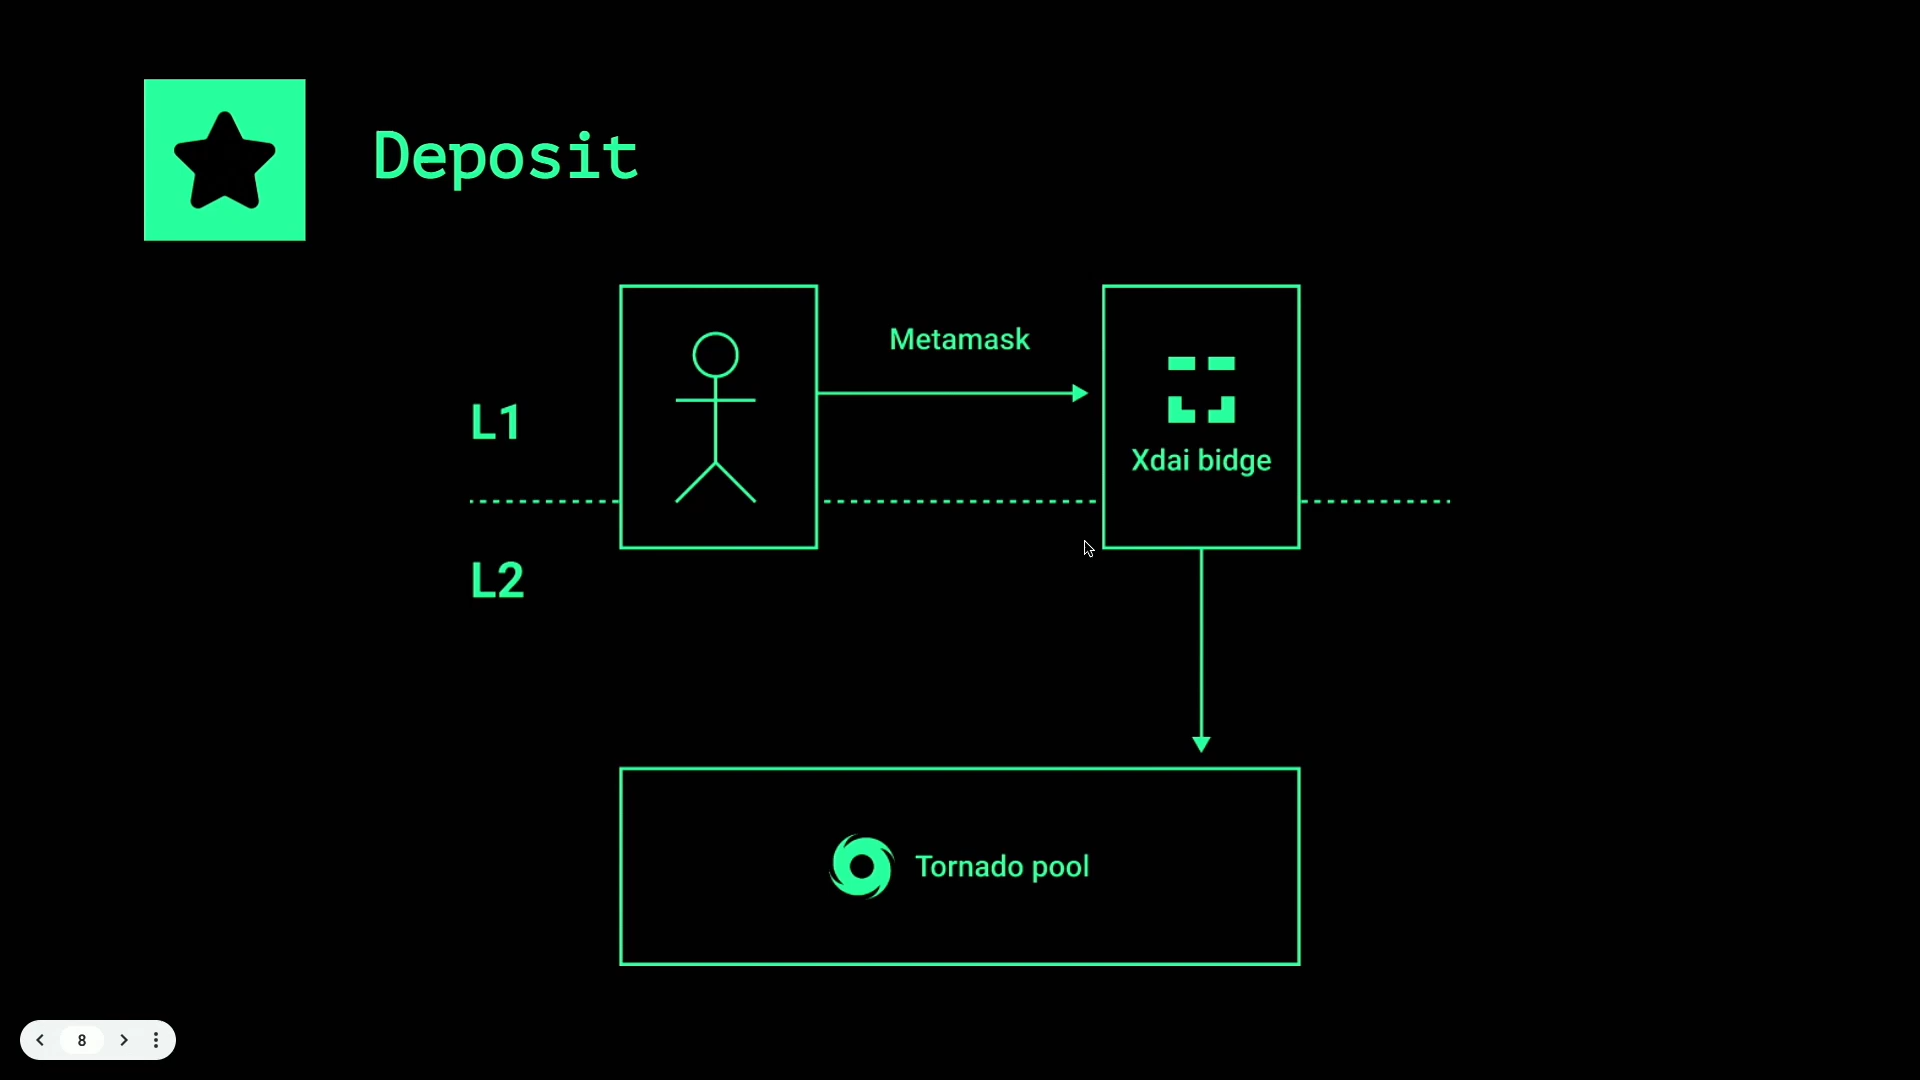 Deposit
Metamask
L1
Xdai bidge
L2
Tornado pool
8